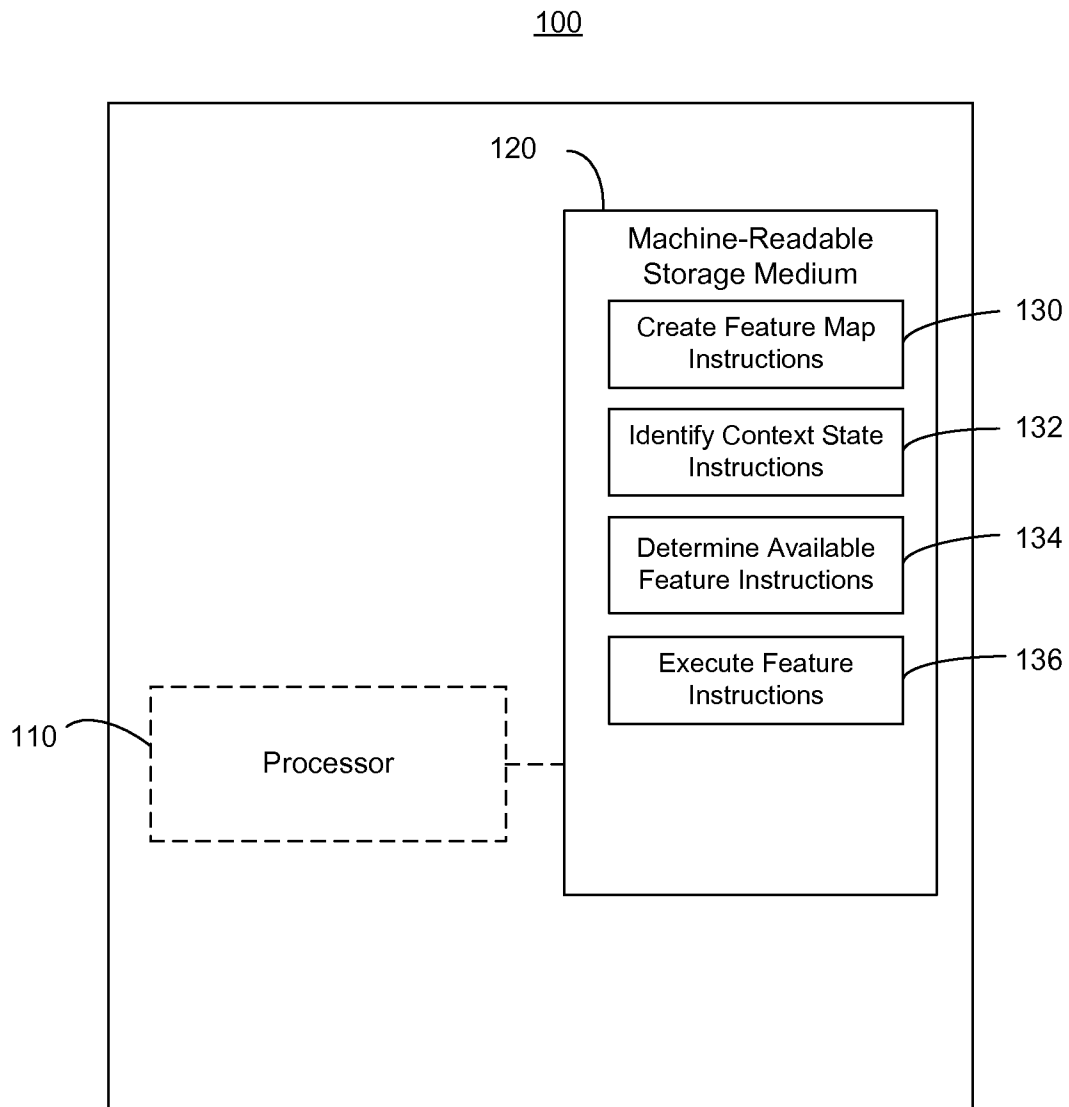 100
120
Machine-Readable
Storage Medium
Create Feature Map
Instructions
130
Identify Context State
Instructions
132
Determine Available
Feature Instructions
134
Execute Feature
Instructions
136
110
Processor